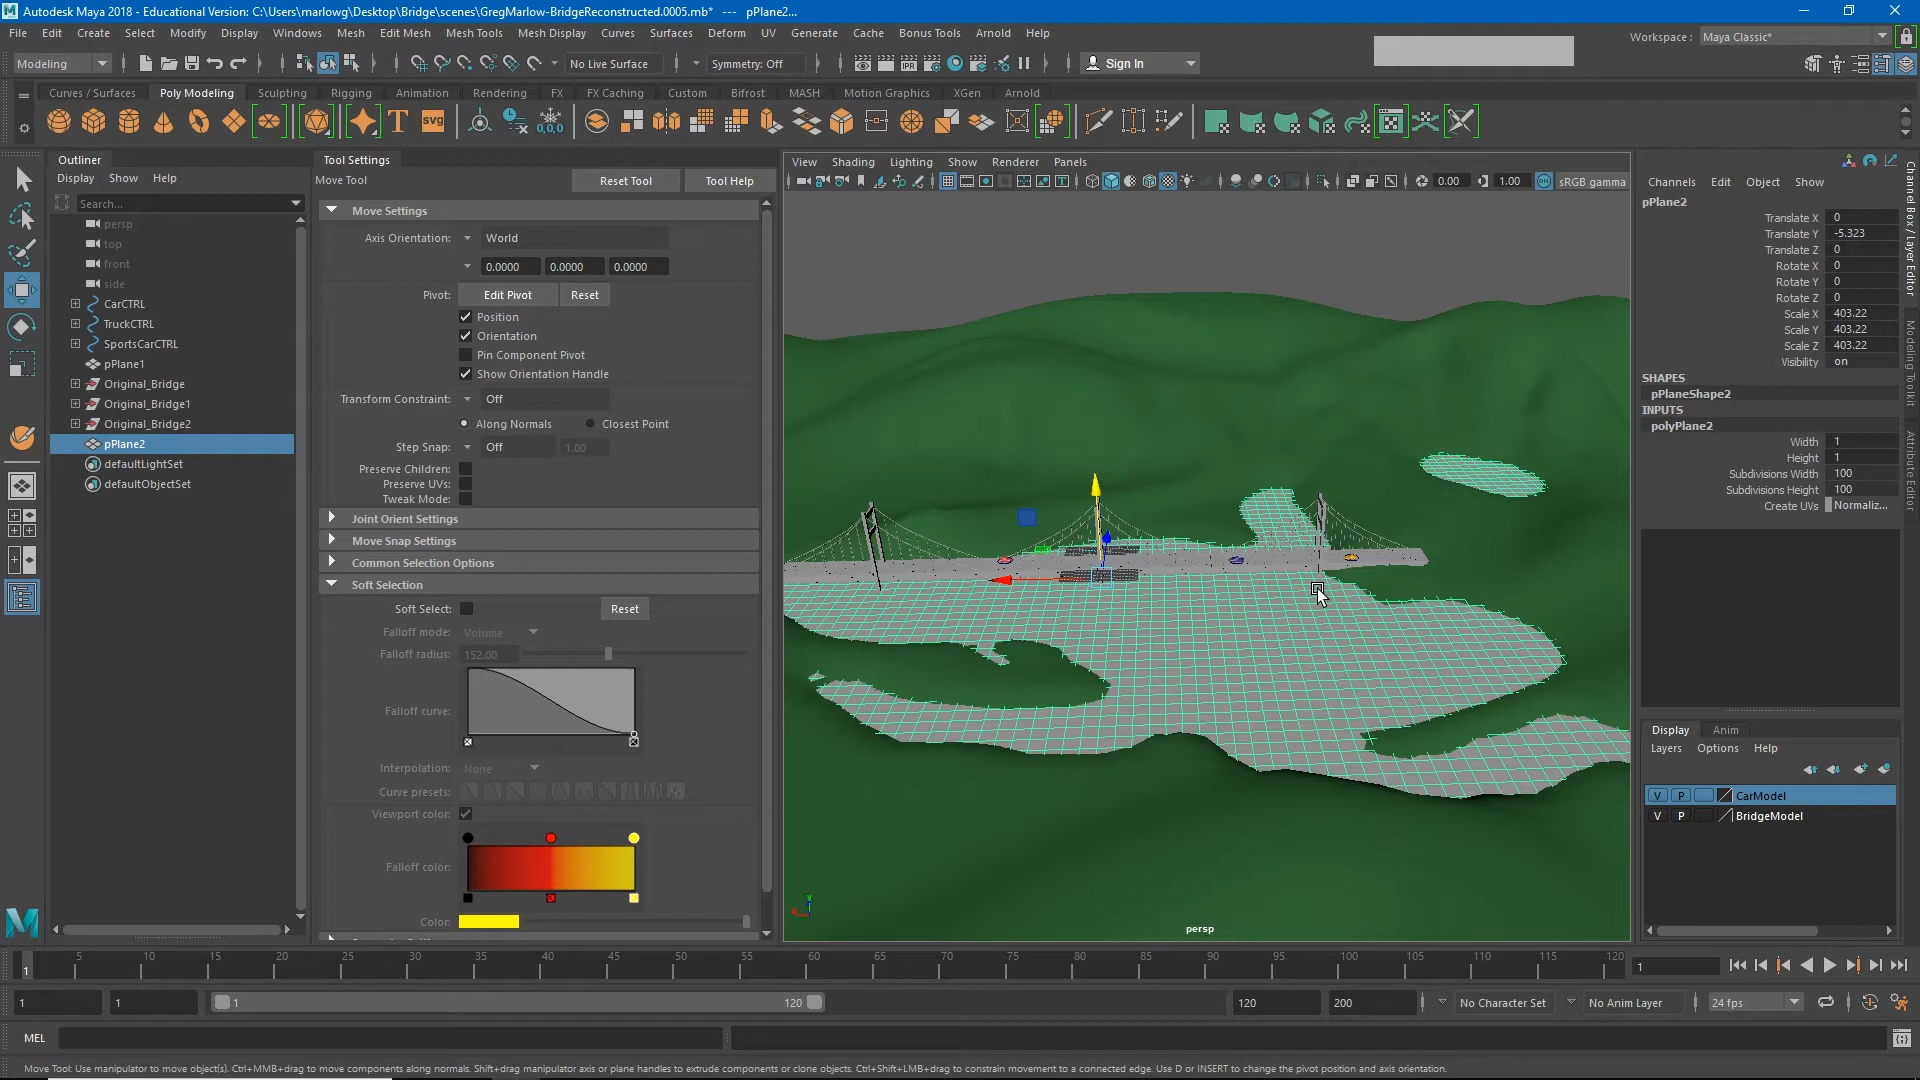 Autodesk Maya 2018 - Educational Version: C:\Users\marlowg\Desktop\Bridge\scenes\GregMarlow-BridgeReconstructed.0005.mb* --- pPlane2...
File Edit Create Select Modify Display Windows Mesh Edit Mesh Mesh Tools Mesh Display Curves Surfaces Deform UV Generate Cache Bonus Tools Arnold Help
Workspace : Maya Classic*
Modeling No Live Surface Symmetry: Off Sign In
Curves / Surfaces Poly Modeling Sculpting Rigging Animation Rendering FX FX Caching Custom Bifrost MASH Motion Graphics XGen Arnold
Outliner
Display Show Help
Search...
persp
top
front
side
CarCTRL
TruckCTRL
SportsCarCTRL
pPlane1
Original_Bridge
Original_Bridge1
Original_Bridge2
pPlane2
defaultLightSet
defaultObjectSet
Tool Settings
Move Tool Reset Tool Tool Help
Move Settings
Axis Orientation: World
0.0000 0.0000 0.0000
Pivot: Edit Pivot Reset
Position
Orientation
Pin Component Pivot
Show Orientation Handle
Transform Constraint: Off
Along Normals Closest Point
Step Snap: Off 1.00
Preserve Children:
Preserve UVs:
Tweak Mode:
Joint Orient Settings
Move Snap Settings
Common Selection Options
Soft Selection
Soft Select: Reset
Falloff mode: Volume
Falloff radius: 152.00
Falloff curve:
Interpolation: None
Curve presets:
Viewport color:
Falloff color:
Color:
View Shading Lighting Show Renderer Panels
0.00 1.00 sRGB gamma
persp
Channels Edit Object Show
pPlane2
Translate X 0
Translate Y -5.323
Translate Z 0
Rotate X 0
Rotate Y 0
Rotate Z 0
Scale X 403.22
Scale Y 403.22
Scale Z 403.22
Visibility on
SHAPES
pPlaneShape2
INPUTS
polyPlane2
Width 1
Height 1
Subdivisions Width 100
Subdivisions Height 100
Create UVs Normaliz...
Channel Box / Layer Editor
Modeling Toolkit
Attribute Editor
Display Anim
Layers Options Help
V P CarModel
V P BridgeModel
1 5 10 15 20 25 30 35 40 45 50 55 60 65 70 75 80 85 90 95 100 105 110 115 120 1
1 1 1 120 120 200 No Character Set No Anim Layer 24 fps
MEL
Move Tool: Use manipulator to move object(s). Ctrl+MMB+drag to move components along normals. Shift+drag manipulator axis or plane handles to extrude components or clone objects. Ctrl+Shift+LMB+drag to constrain movement to a connected edge. Use D or INSERT to change the pivot position and axis orientation.